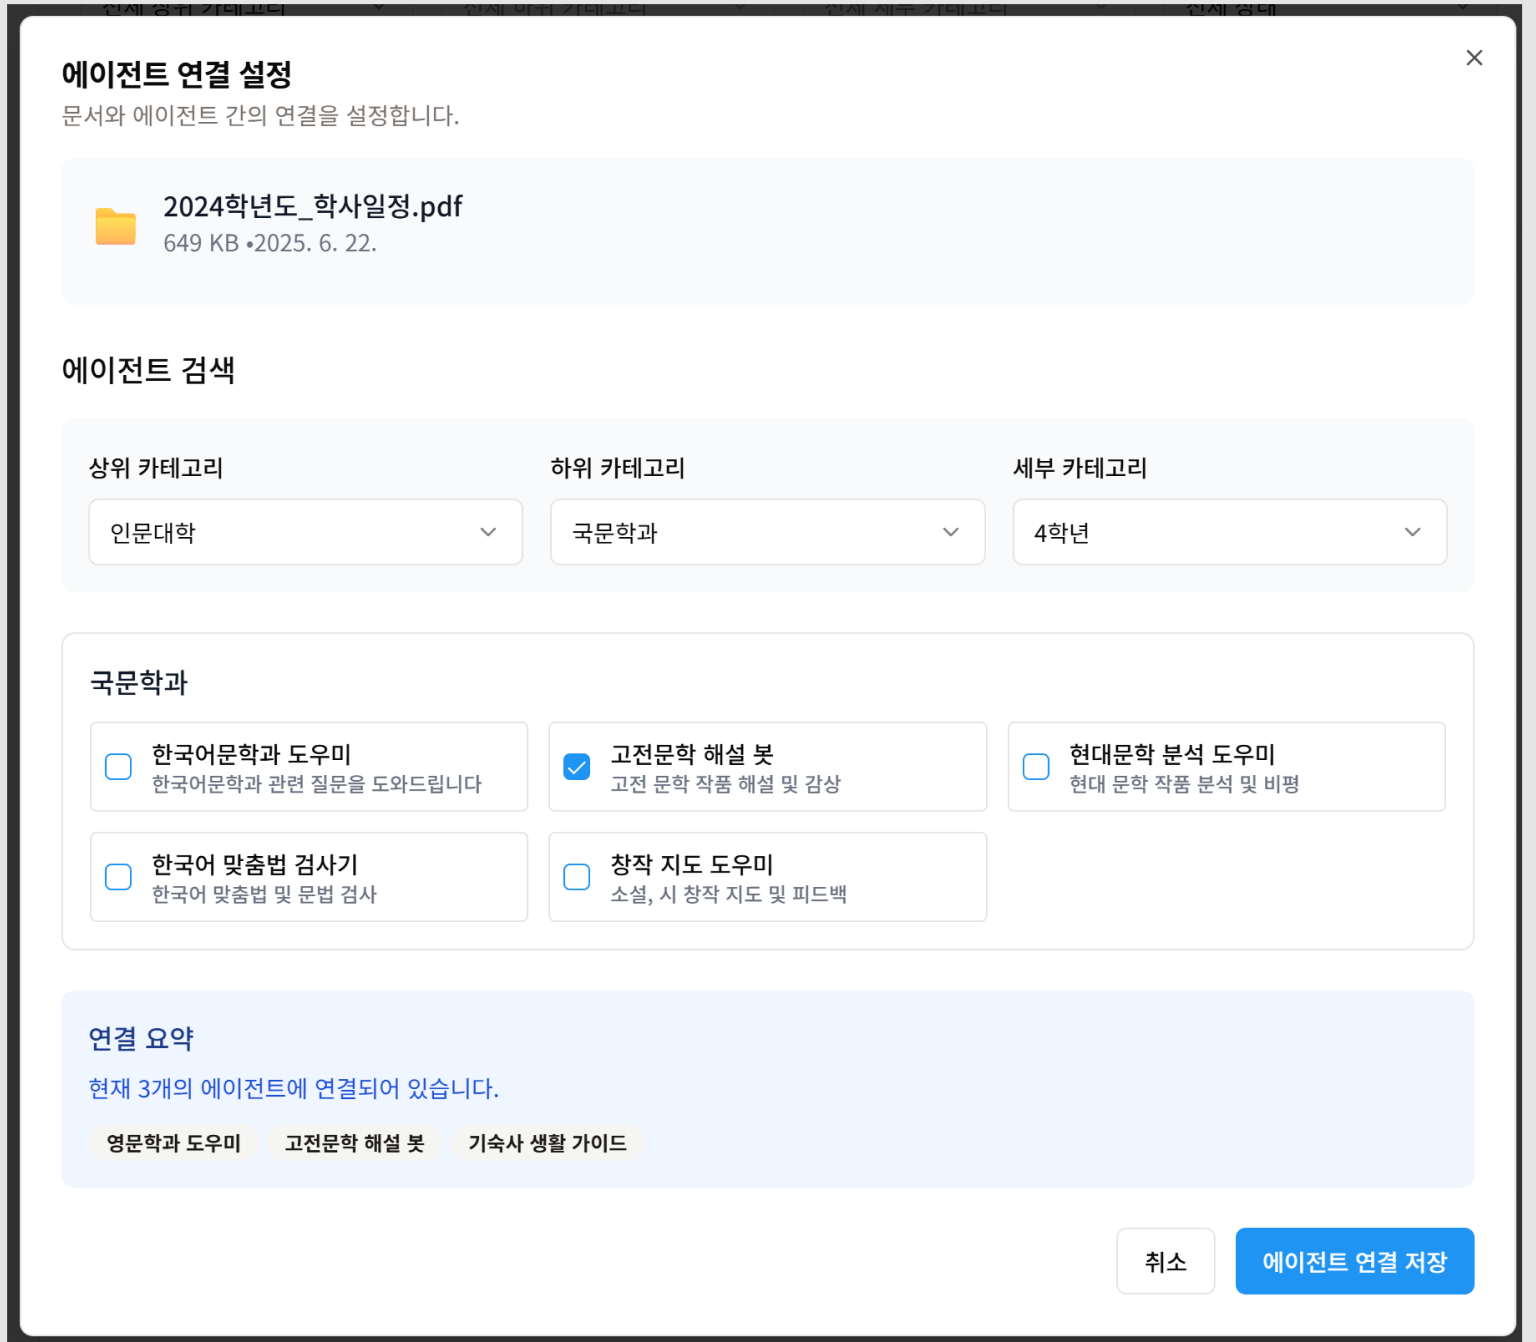 에이전트 연결 설정
문서와 에이전트 간의 연결을 설정합니다.
2024학년도_학사일정.pdf
649 KB •2025. 6. 22.
에이전트 검색
상위 카테고리
하위 카테고리
세부 카테고리
인문대학
국문학과
4학년
국문학과
한국어문학과 도우미
한국어문학과 관련 질문을 도와드립니다
고전문학 해설 봇
고전 문학 작품 해설 및 감상
현대문학 분석 도우미
현대 문학 작품 분석 및 비평
한국어 맞춤법 검사기
한국어 맞춤법 및 문법 검사
창작 지도 도우미
소설, 시 창작 지도 및 피드백
연결 요약
현재 3개의 에이전트에 연결되어 있습니다.
영문학과 도우미
고전문학 해설 봇
기숙사 생활 가이드
취소
에이전트 연결 저장